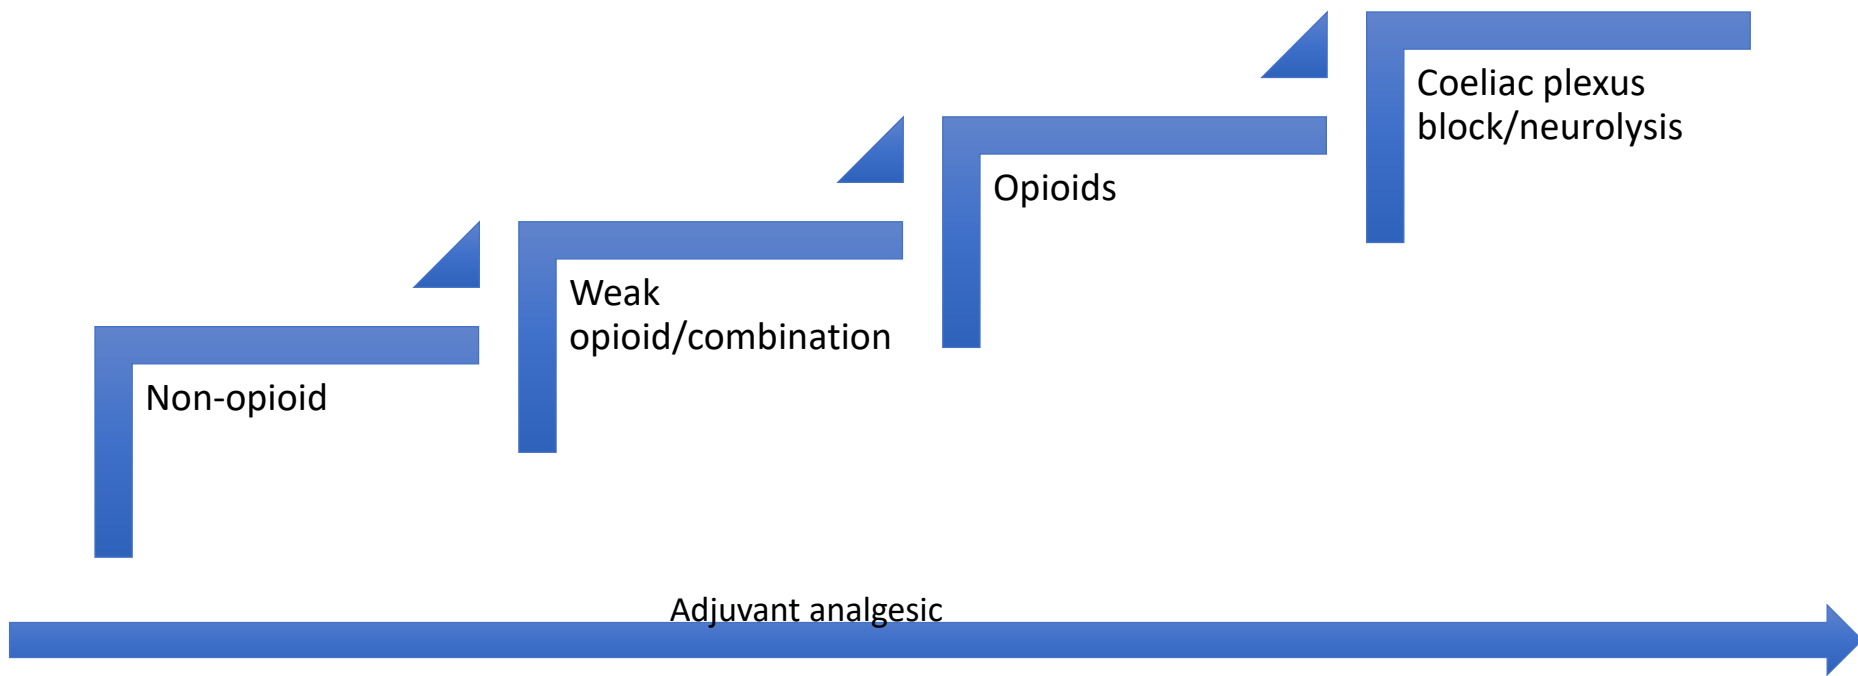 Non-opioid
Weak
opioid/combination
Opioids
Coeliac plexus
block/neurolysis
Adjuvant analgesic